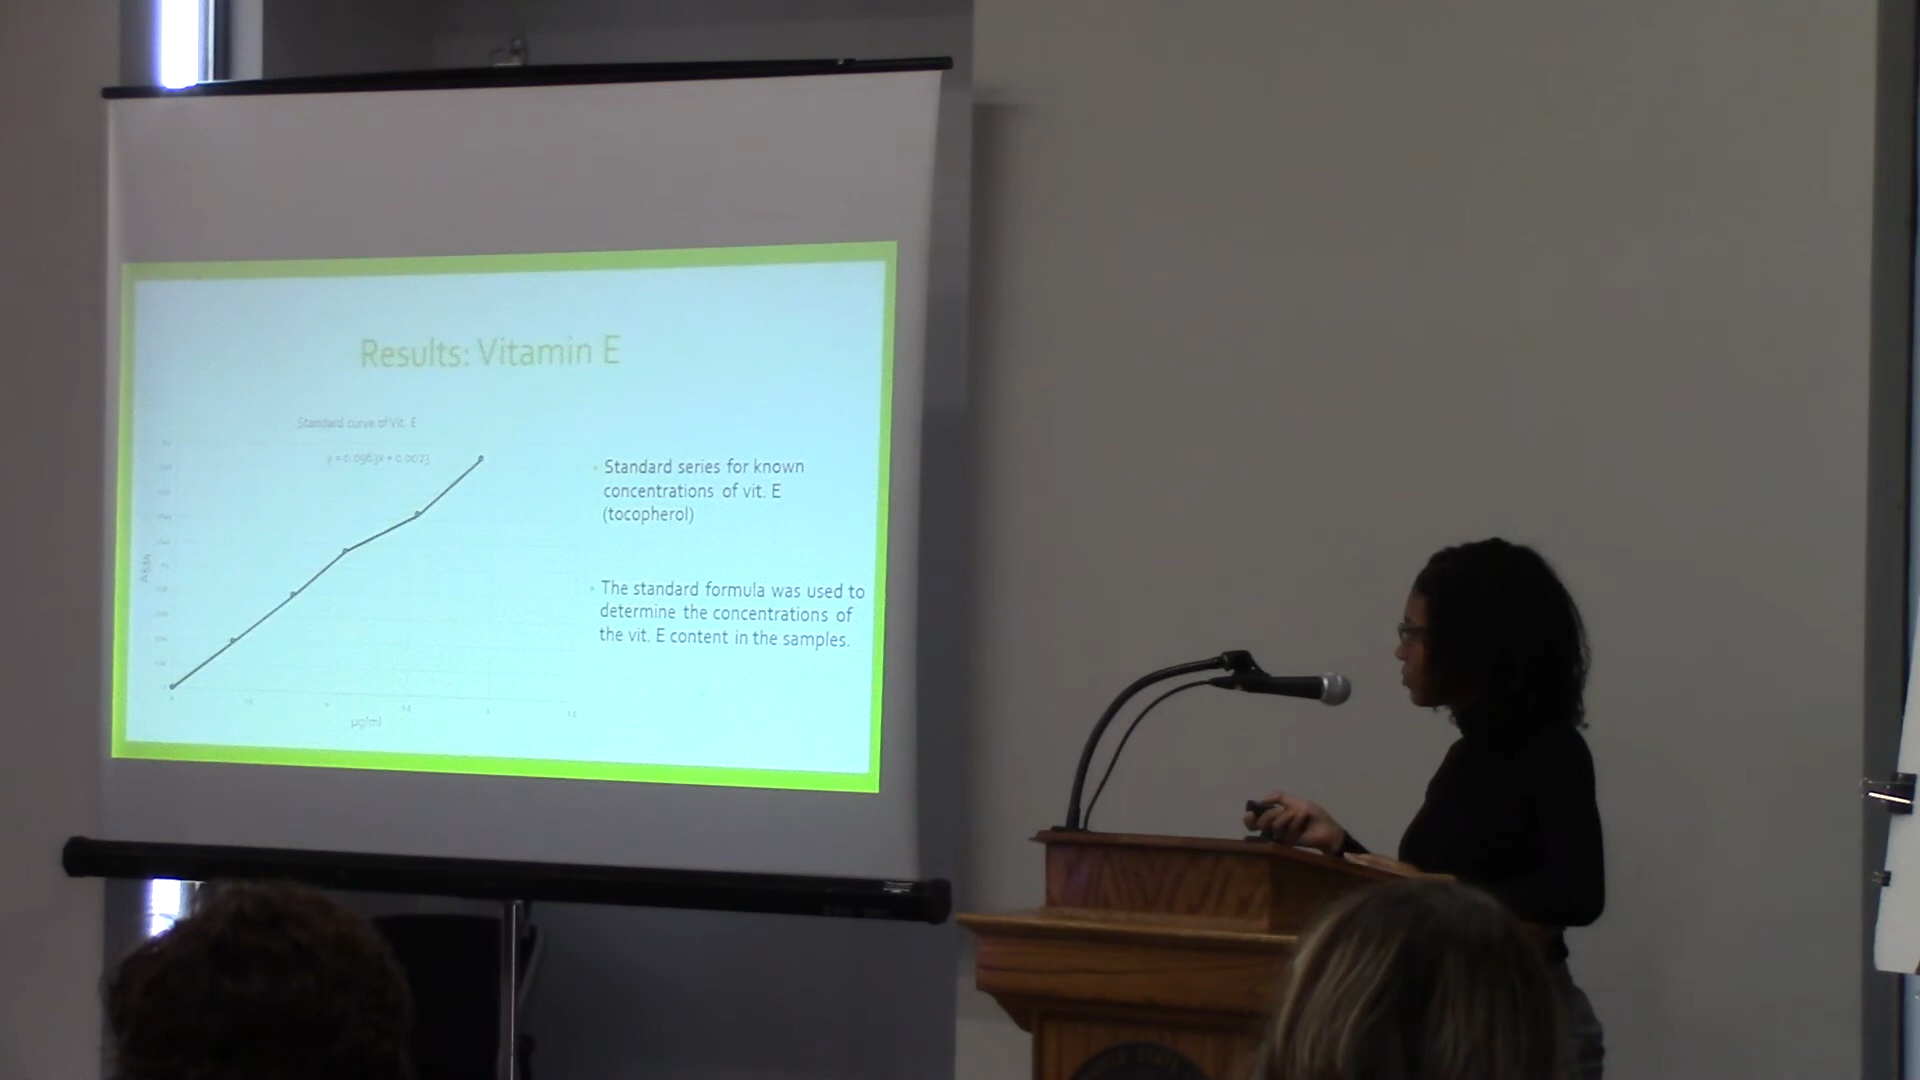 Results: Vitamin E
Standard curve of Vit. E
Standard series for known
concentrations of vit. E
(tocopherol)
The standard formula was used to
determine the concentrations of
the vit. E content in the samples.
µg/ml